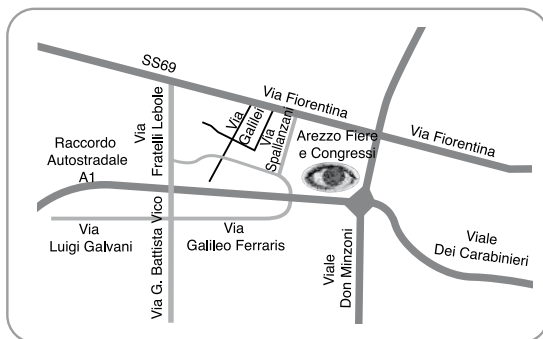 SS69
Via Fiorentina
Via
Fratelli Lebole
Via
Galilei
Via
Spallanzani
Arezzo Fiere
e Congressi
Via Fiorentina
Raccordo
Autostradale
A1
Via
Luigi Galvani
Via G. Battista Vico
Via
Galileo Ferraris
Viale
Don Minzoni
Viale
Dei Carabinieri